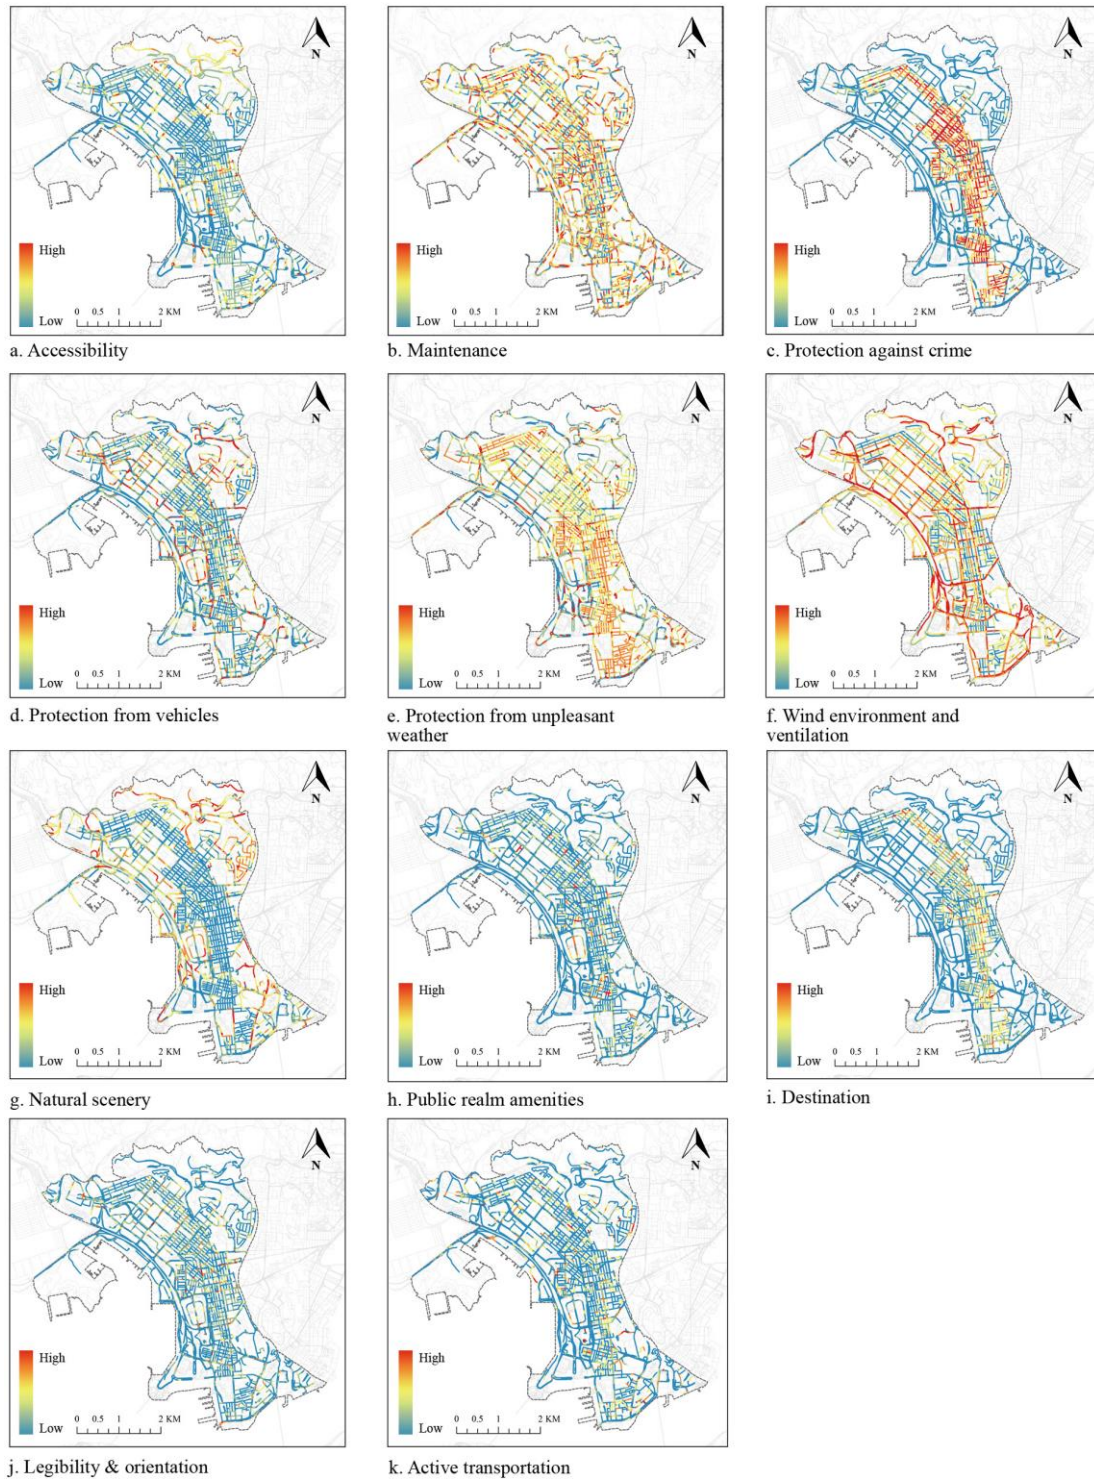 N
High
Low
0 0.5 1 2 KM
a. Accessibility
N
High
Low
0 0.5 1 2 KM
b. Maintenance
N
High
Low
0 0.5 1 2 KM
c. Protection against crime
N
High
Low
0 0.5 1 2 KM
d. Protection from vehicles
N
High
Low
0 0.5 1 2 KM
e. Protection from unpleasant
weather
N
High
Low
0 0.5 1 2 KM
f. Wind environment and
ventilation
N
High
Low
0 0.5 1 2 KM
g. Natural scenery
N
High
Low
0 0.5 1 2 KM
h. Public realm amenities
N
High
Low
0 0.5 1 2 KM
i. Destination
N
High
Low
0 0.5 1 2 KM
j. Legibility & orientation
N
High
Low
0 0.5 1 2 KM
k. Active transportation